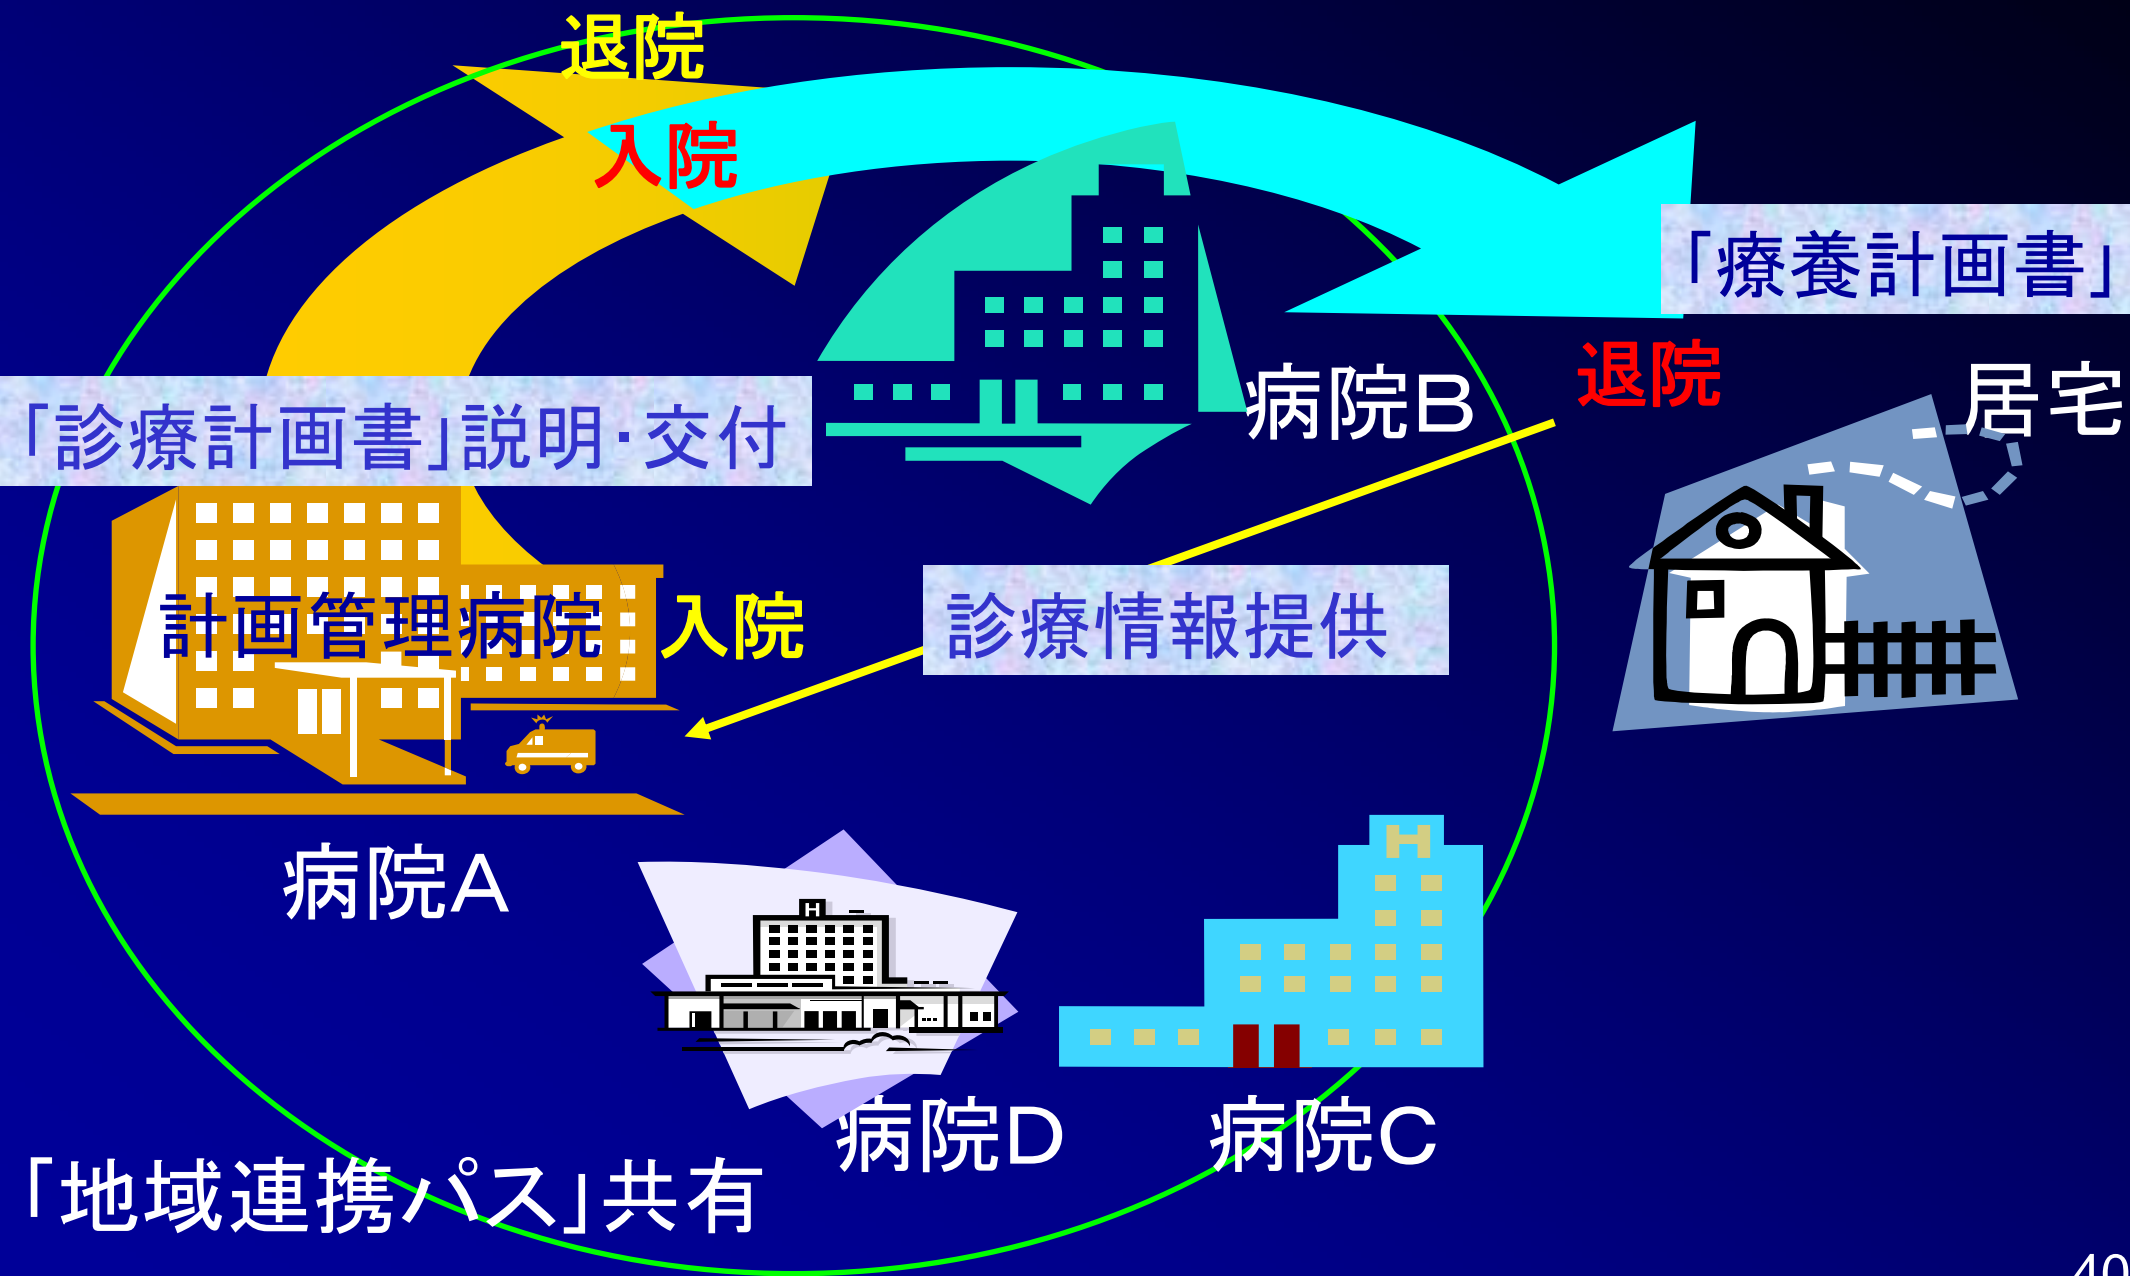 退院
入院
「療養計画書」
退院
居宅
病院B
「診療計画書」説明・交付
計画管理病院
入院
診療情報提供
病院A
H
H
病院D
病院C
「地域連携パス」共有
40